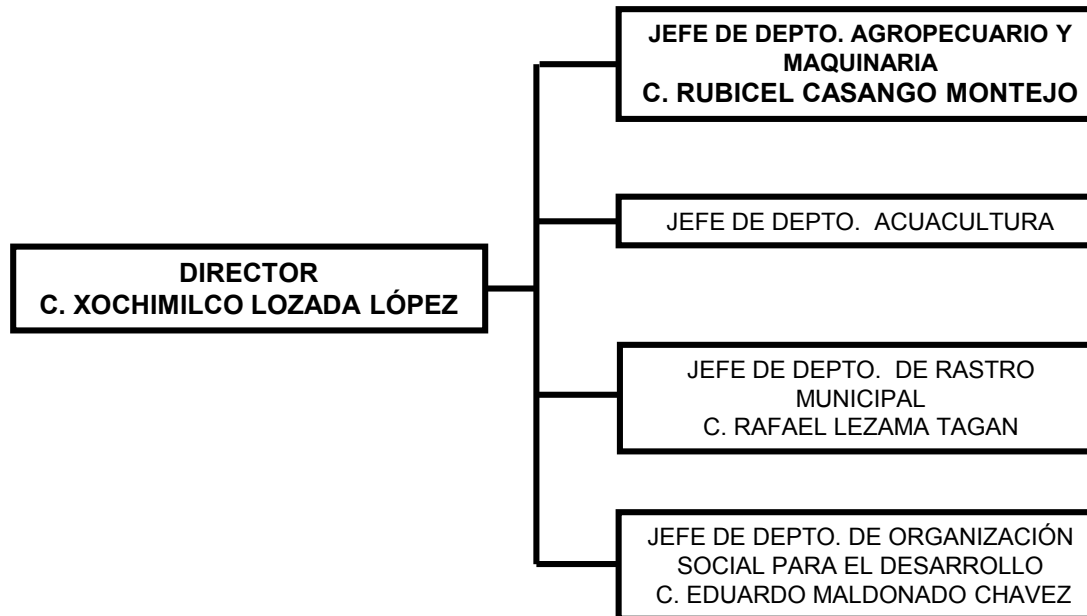 JEFE DE DEPTO. AGROPECUARIO Y
MAQUINARIA
C. RUBICEL CASANGO MONTEJO
JEFE DE DEPTO. ACUACULTURA
DIRECTOR
C. XOCHIMILCO LOZADA LÓPEZ
JEFE DE DEPTO. DE RASTRO
MUNICIPAL
C. RAFAEL LEZAMA TAGAN
JEFE DE DEPTO. DE ORGANIZACIÓN
SOCIAL PARA EL DESARROLLO
C. EDUARDO MALDONADO CHAVEZ